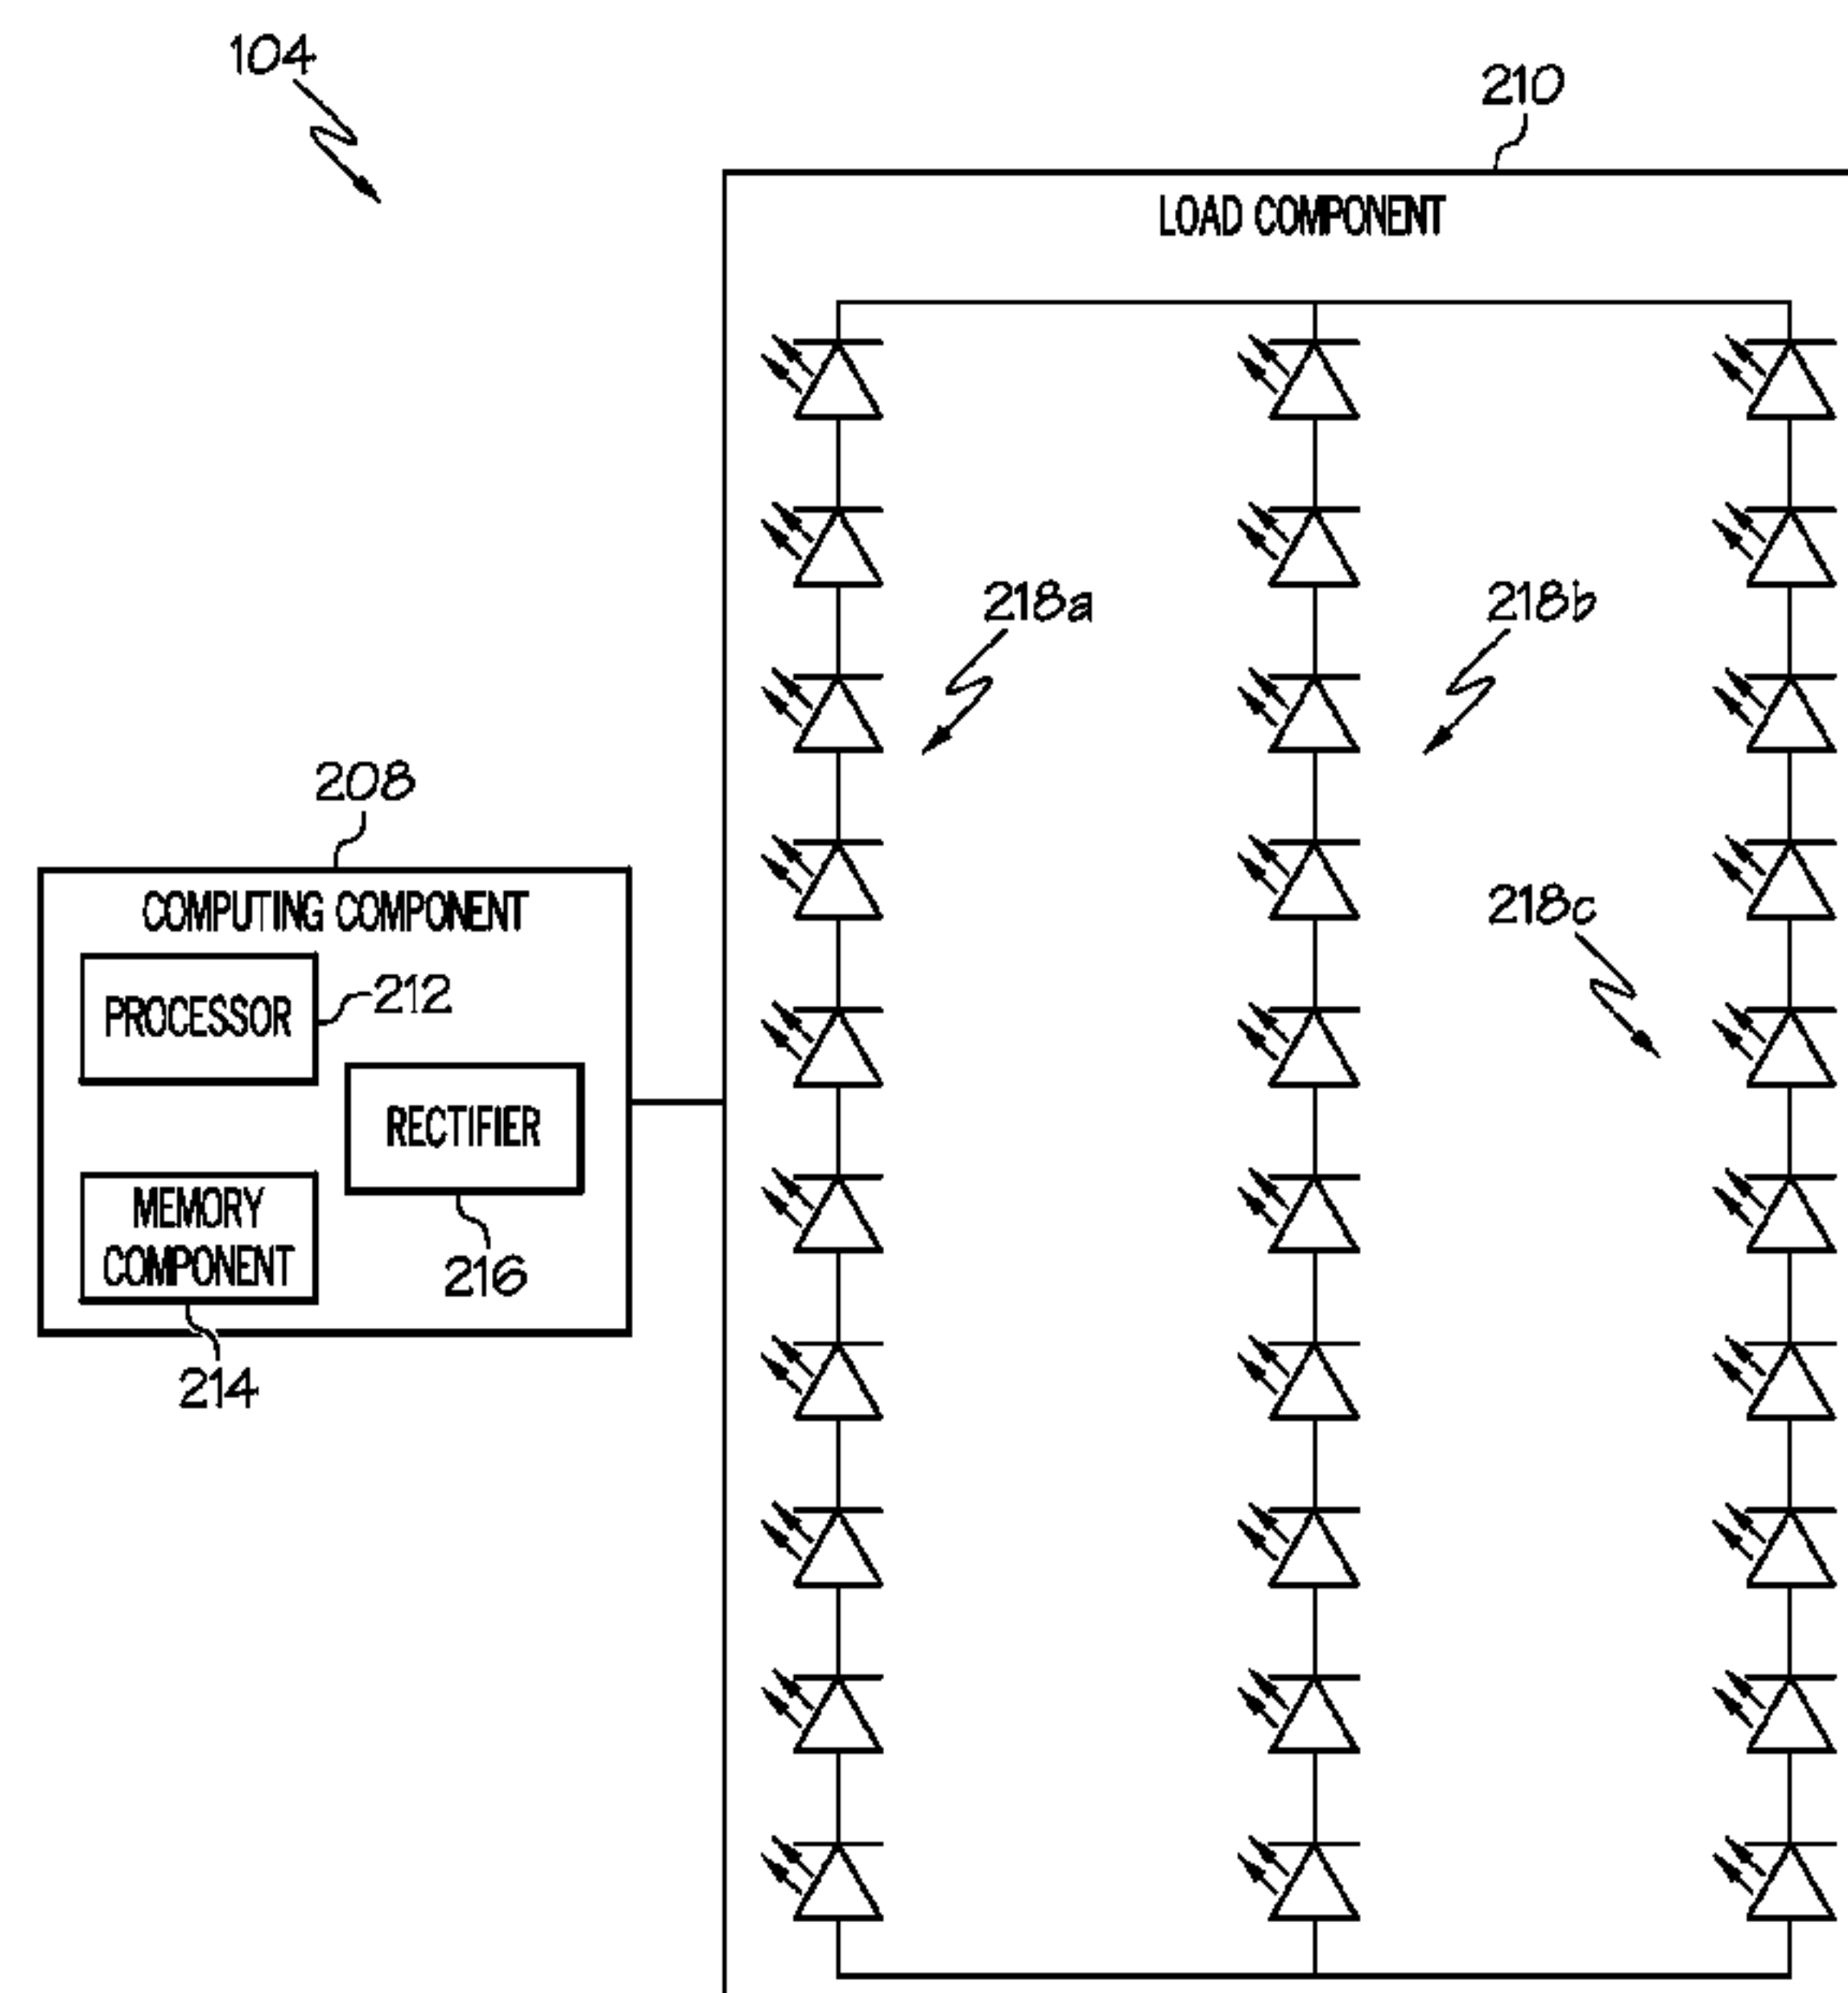 104
210
LOAD COMPONENT
218a
218b
208
COMPUTING COMPONENT
218c
PROCESSOR
212
RECTIFIER
MEMORY
COMPONENT
216
214